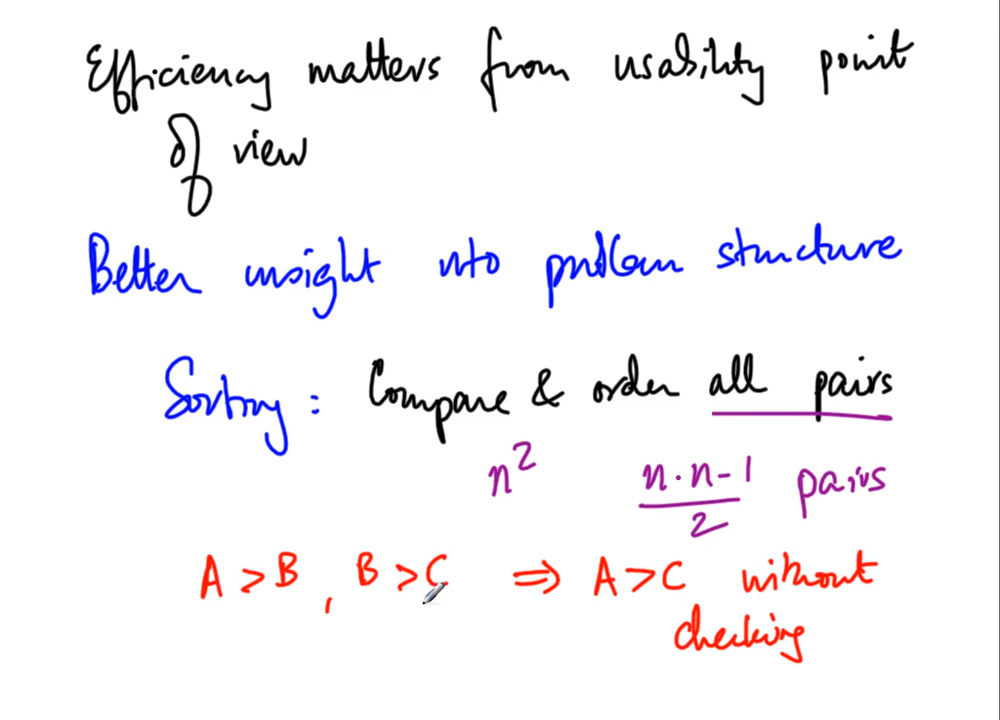 Efficiency matters from usability point
of view
Better insight into problem structure
Sorting : Compare & order all pairs
n² n·n-1/2 pairs
A > B , B > C ⇒ A > C without
checking